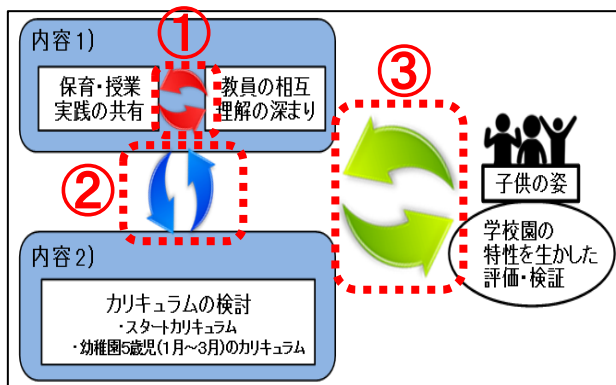 内容1)
①
保育・授業
実践の共有
教員の相互
理解の深まり
②
③
子供の姿
学校園の
特性を生かした
評価・検証
内容2)
カリキュラムの検討
・スタートカリキュラム
・幼稚園5歳児(1月～3月)のカリキュラム